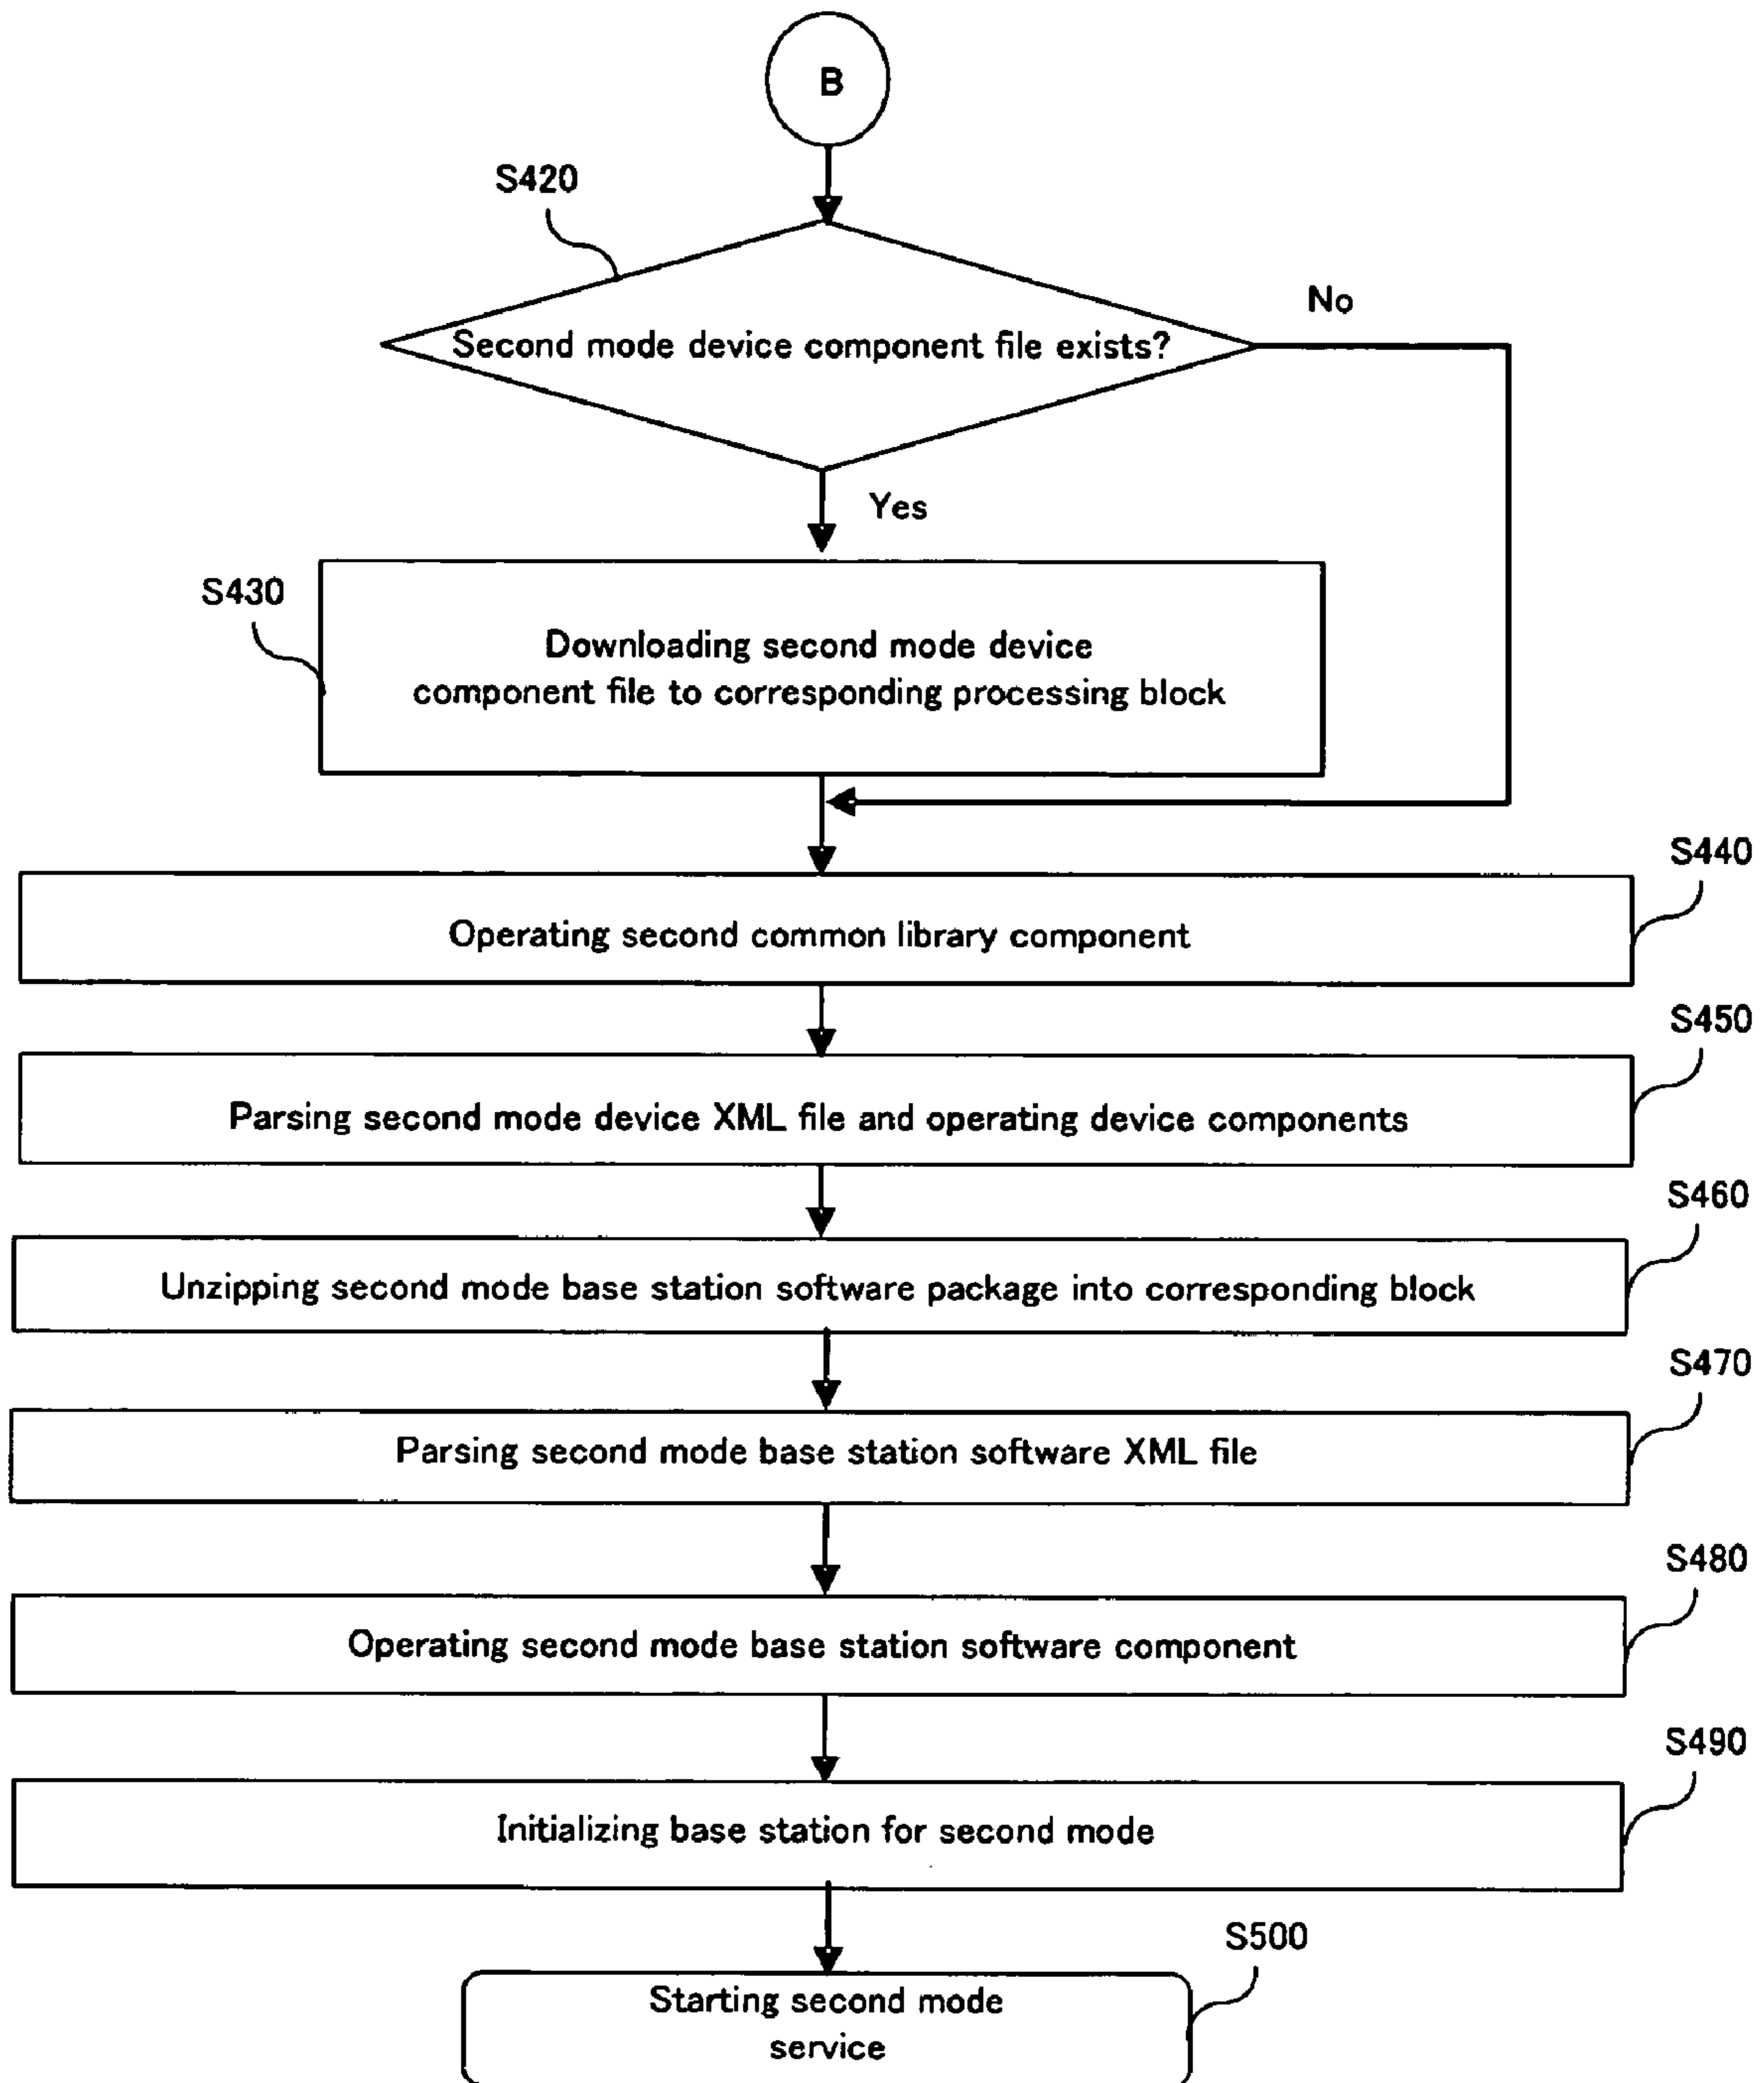 B
S420
No
Second mode device component file exists?
Yes
S430
Downloading second mode device
component file to corresponding processing block
S440
Operating second common library component
S450
Parsing second mode device XML file and operating device components
S460
Unzipping second mode base station software package into corresponding block
S470
Parsing second mode base station software XML file
S480
Operating second mode base station software component
S490
Initializing base station for second mode
S500
Starting second mode
service